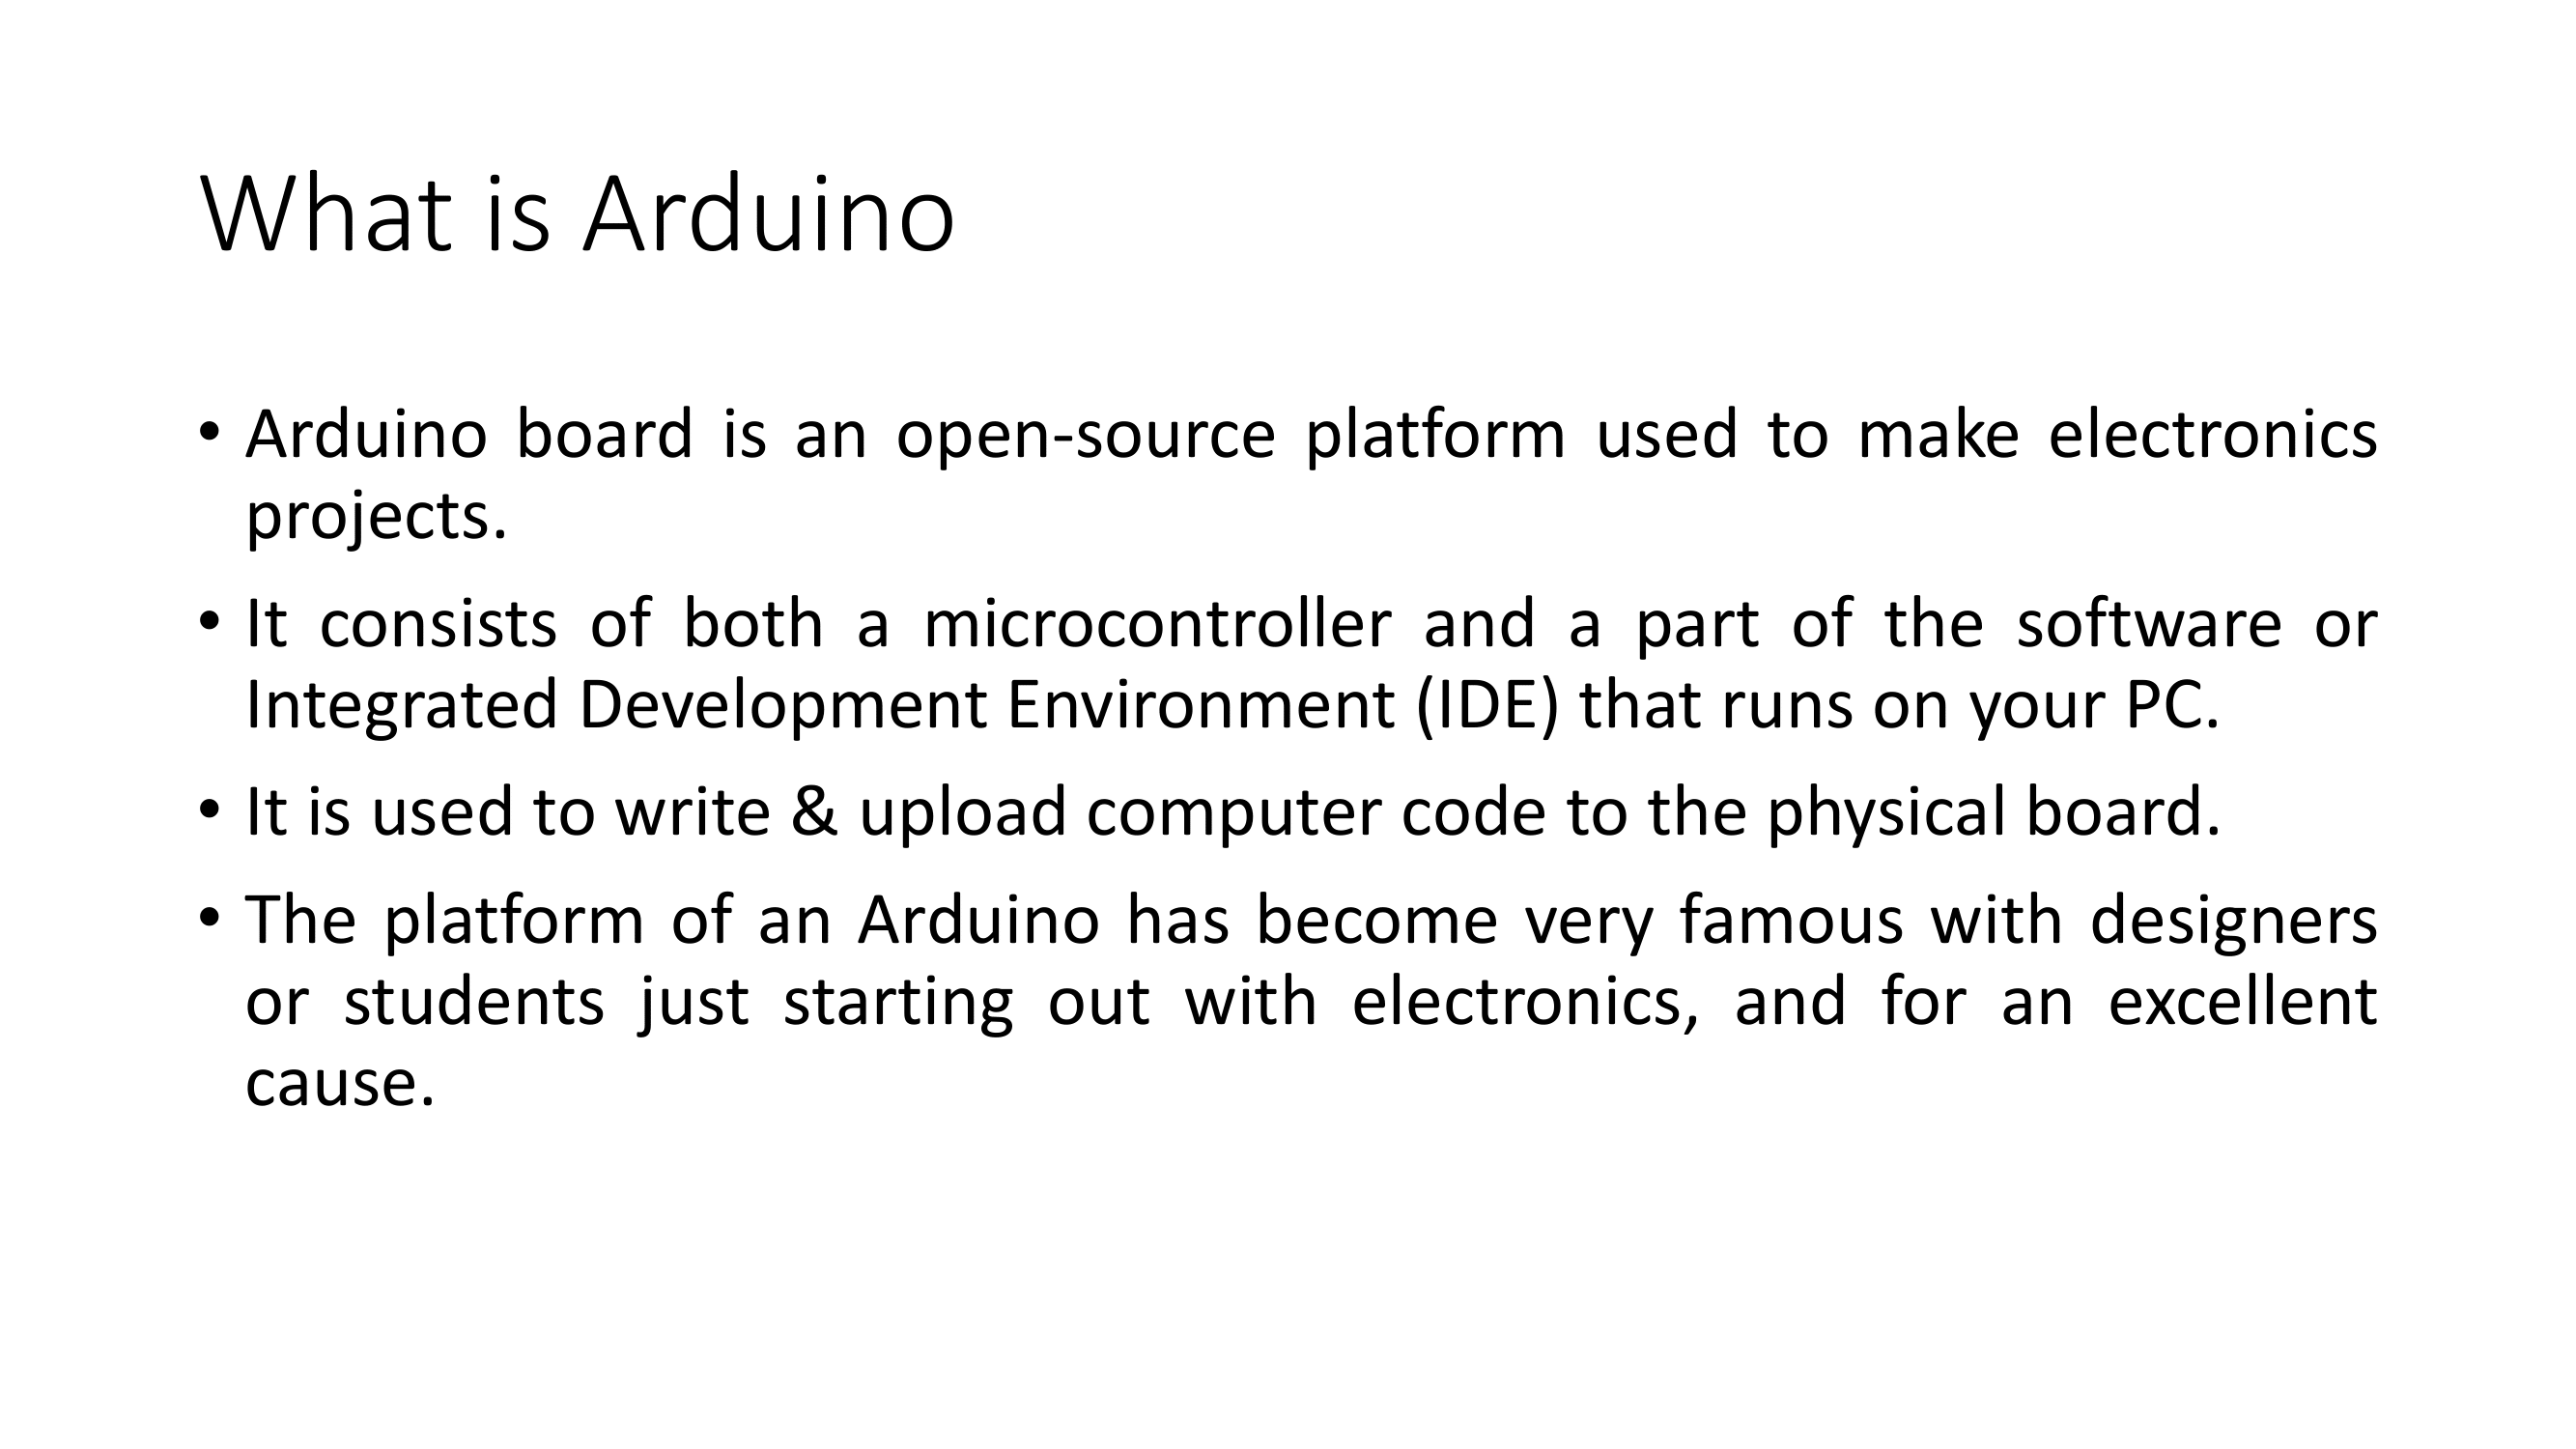 What is Arduino
• Arduino board is an open-source platform used to make electronics
projects.
• It consists of both a microcontroller and a part of the software or
Integrated Development Environment (IDE) that runs on your PC.
• It is used to write & upload computer code to the physical board.
• The platform of an Arduino has become very famous with designers
or students just starting out with electronics, and for an excellent
cause.